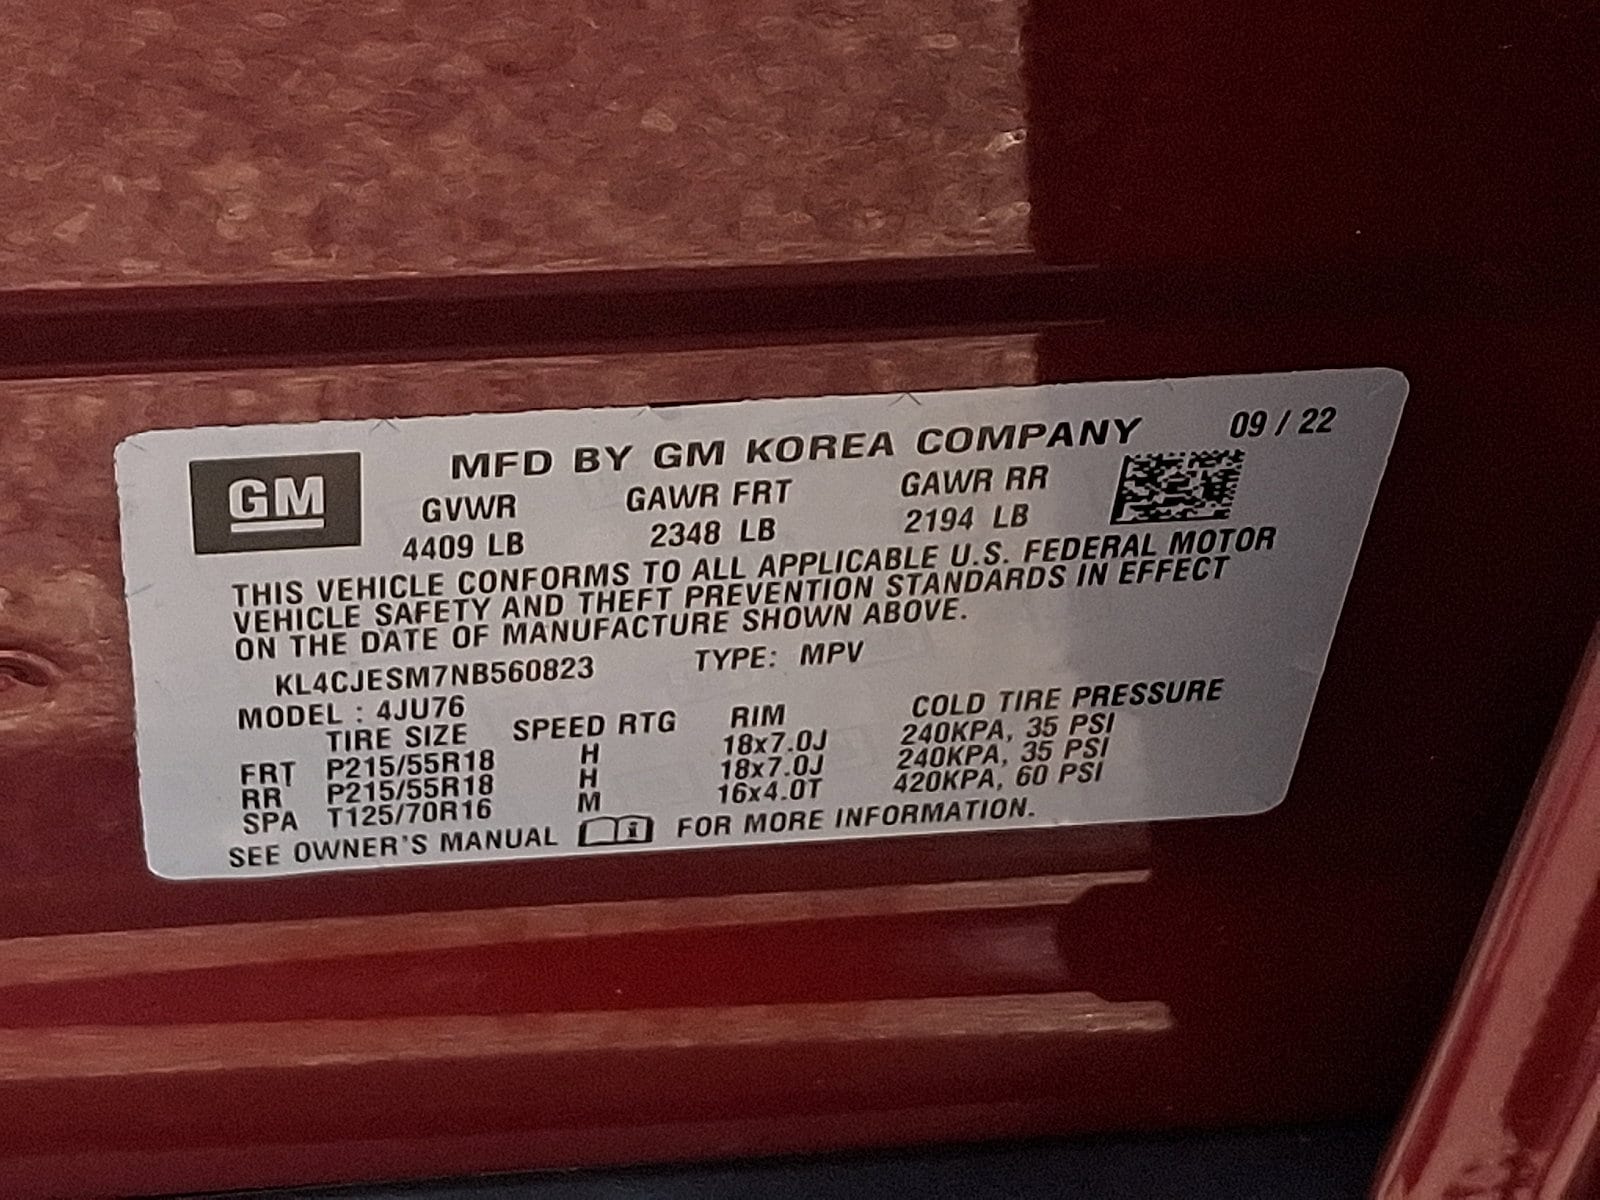 GM
MFD BY GM KOREA COMPANY 09 / 22
GVWR GAWR FRT GAWR RR
4409 LB 2348 LB 2194 LB
THIS VEHICLE CONFORMS TO ALL APPLICABLE U.S. FEDERAL MOTOR
VEHICLE SAFETY AND THEFT PREVENTION STANDARDS IN EFFECT
ON THE DATE OF MANUFACTURE SHOWN ABOVE.
KL4CJESM7NB560823 TYPE: MPV
MODEL : 4JU76
TIRE SIZE SPEED RTG RIM COLD TIRE PRESSURE
FRT P215/55R18 H 18x7.0J 240KPA, 35 PSI
RR P215/55R18 H 18x7.0J 240KPA, 35 PSI
SPA T125/70R16 M 16x4.0T 420KPA, 60 PSI
SEE OWNER'S MANUAL i FOR MORE INFORMATION.